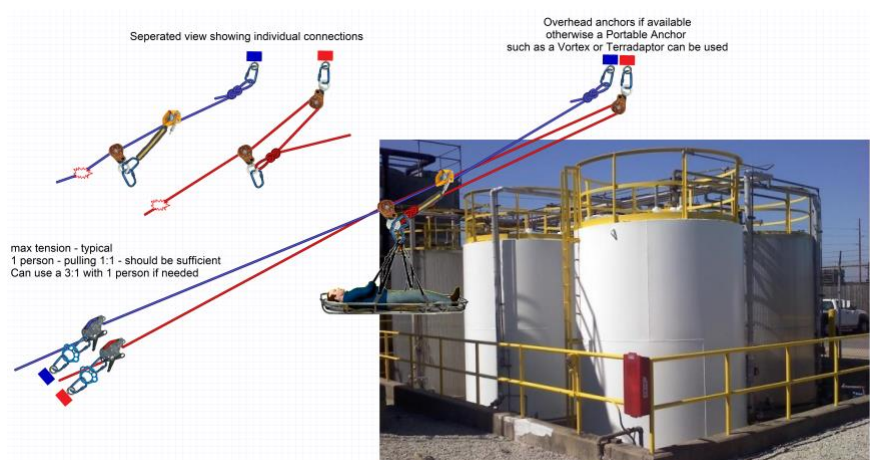 Seperated view showing individual connections
Overhead anchors if available
otherwise a Portable Anchor
such as a Vortex or Terradaptor can be used
max tension - typical
1 person - pulling 1:1 - should be sufficient
Can use a 3:1 with 1 person if needed